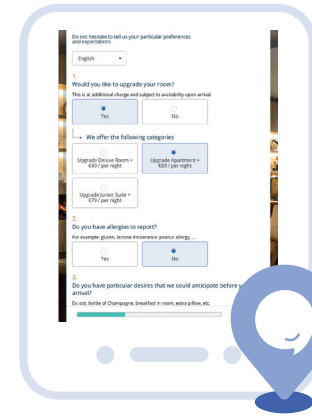 Do not hesitate to tell us your particular preferences
and expectations
English
1.
Would you like to upgrade your room?
This is at additional charge and subject to availability upon arrival
Yes
No
We offer the following categories
Upgrade Deluxe Room +
€49 / per night
Upgrade Apartment +
€69 / per night
Upgrade Junior Suite +
€79 / per night
2.
Do you have allergies to report?
For example: gluten, lactose intolerance, peanut allergy, ...
Yes
No
3.
Do you have particular desires that we could anticipate before
arrival?
Ex: cot, bottle of Champagne, breakfast in room, extra pillow, etc.